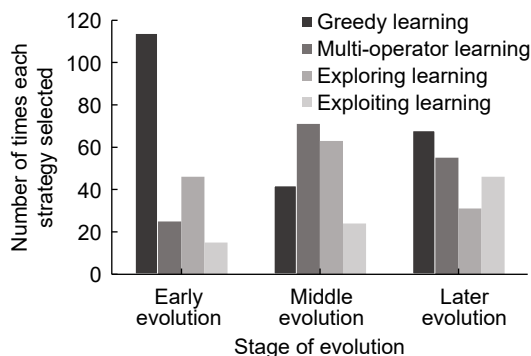 Greedy learning
Multi-operator learning
Exploring learning
Exploiting learning
Number of times each
strategy selected
120
100
80
60
40
20
0
Early
evolution
Middle
evolution
Later
evolution
Stage of evolution